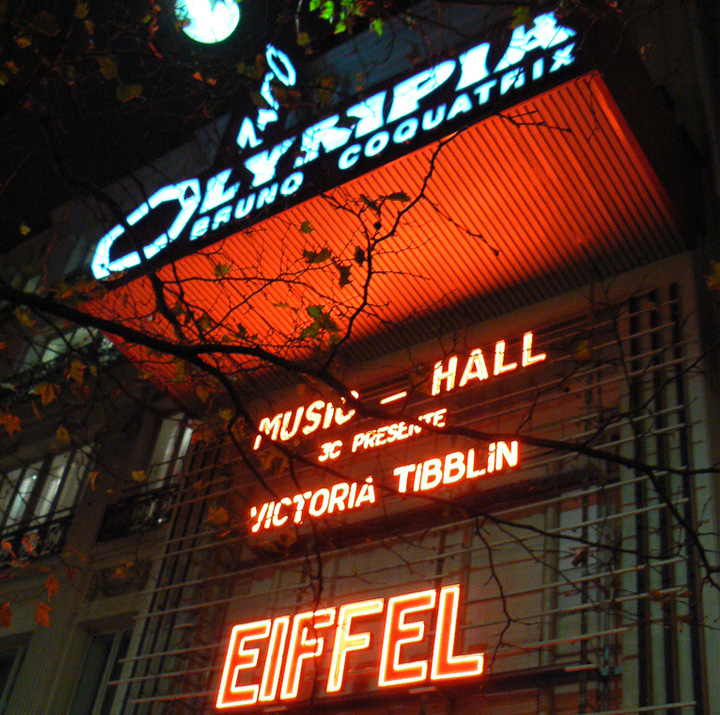 OLYMPIA
BRUNO COQUATRIX
MUSIC - HALL
3C PRESENTE
VICTORIA TIBBLiN
EIFFEL